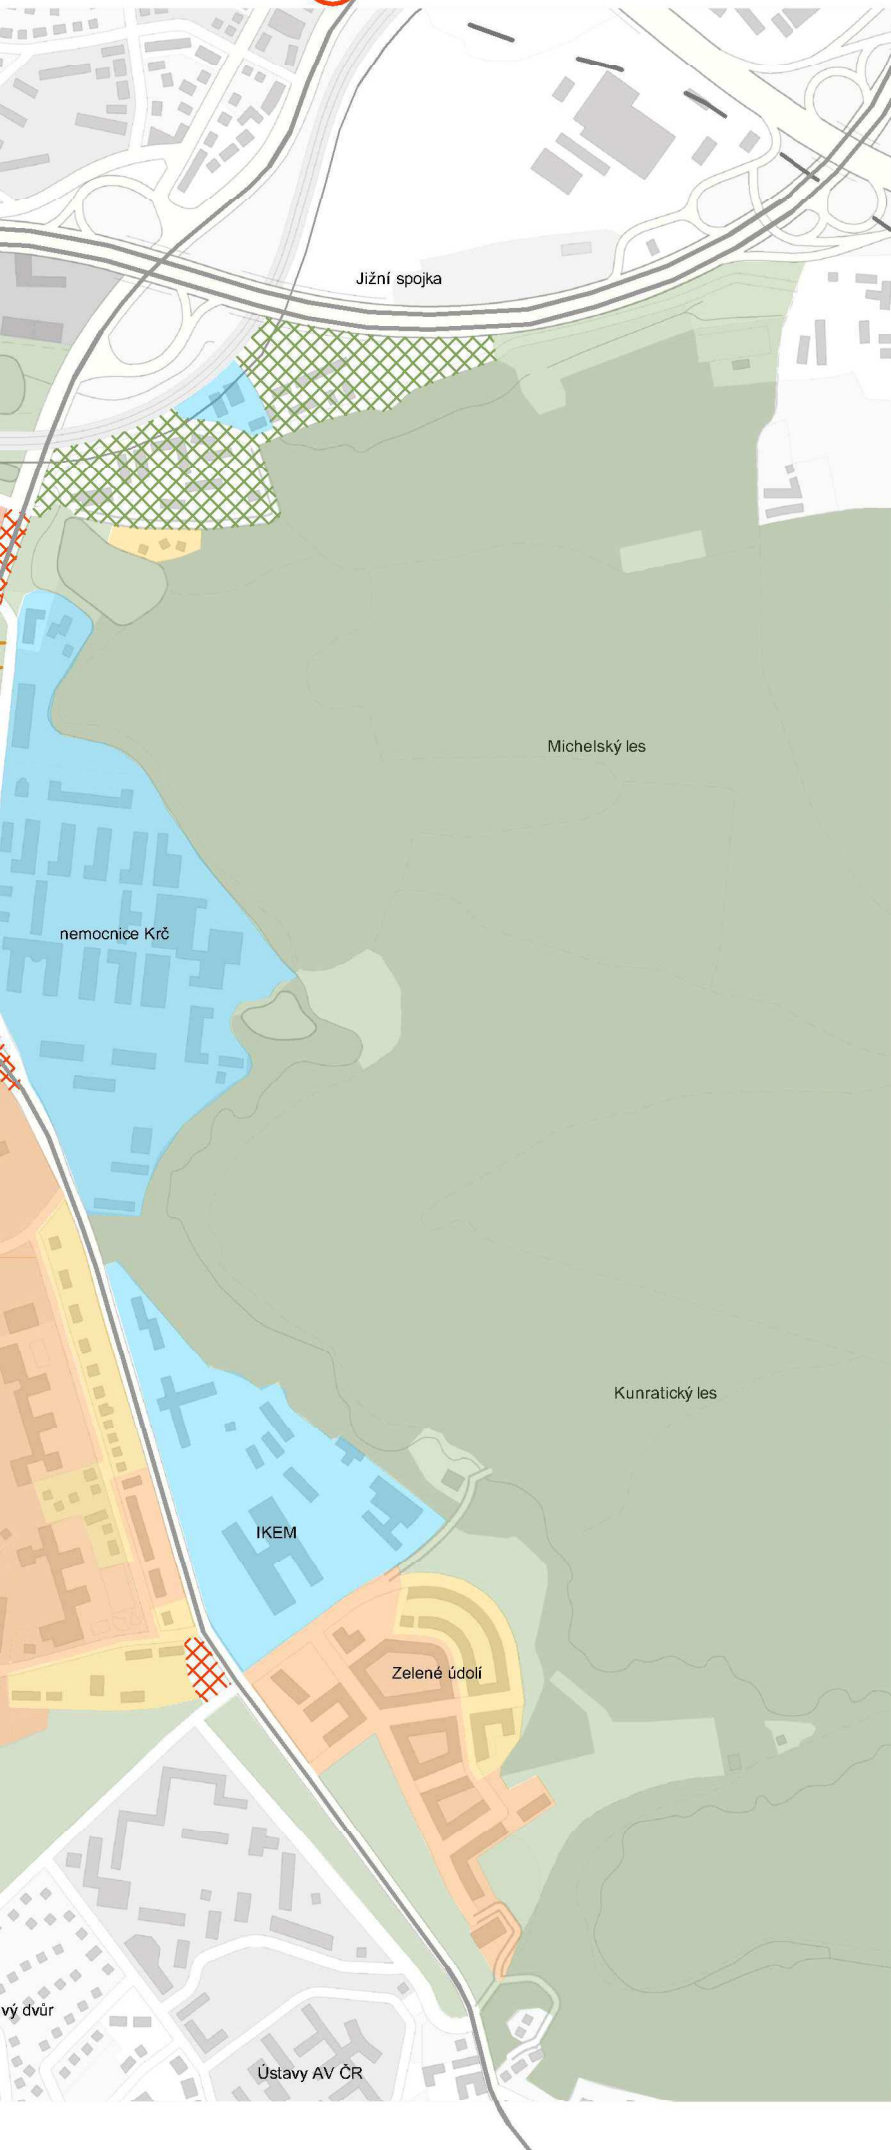 Jižní spojka
Michelský les
nemocnice Krč
Kunratický les
IKEM
Zelené údolí
vý dvůr
Ústavy AV ČR